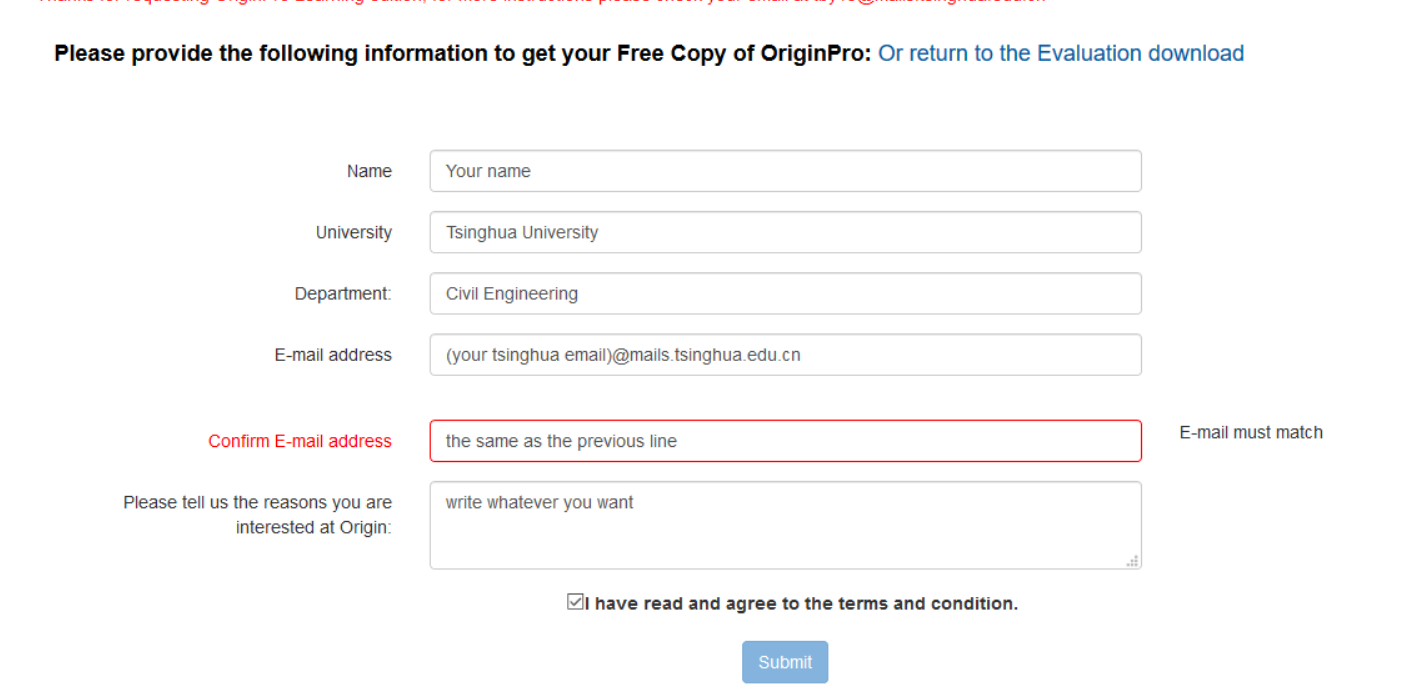 Please provide the following information to get your Free Copy of OriginPro: Or return to the Evaluation download
Name
Your name
University
Tsinghua University
Department:
Civil Engineering
E-mail address
(your tsinghua email)@mails.tsinghua.edu.cn
Confirm E-mail address
the same as the previous line
E-mail must match
Please tell us the reasons you are
interested at Origin:
write whatever you want
I have read and agree to the terms and condition.
Submit